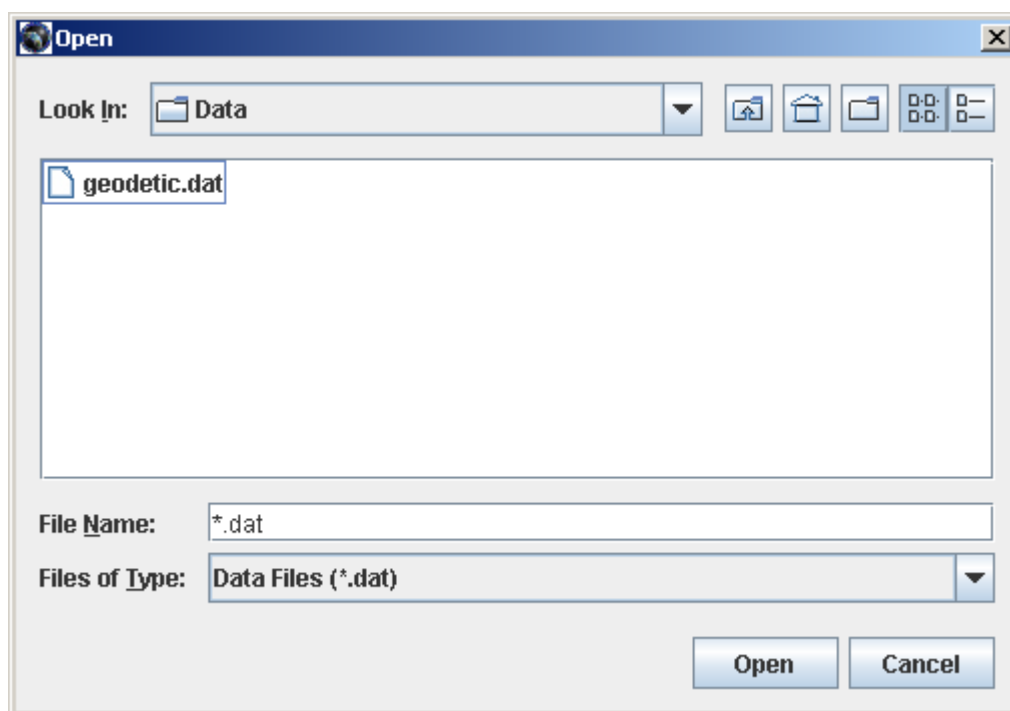 Open
Look In: Data
geodetic.dat
File Name: *.dat
Files of Type: Data Files (*.dat)
Open Cancel